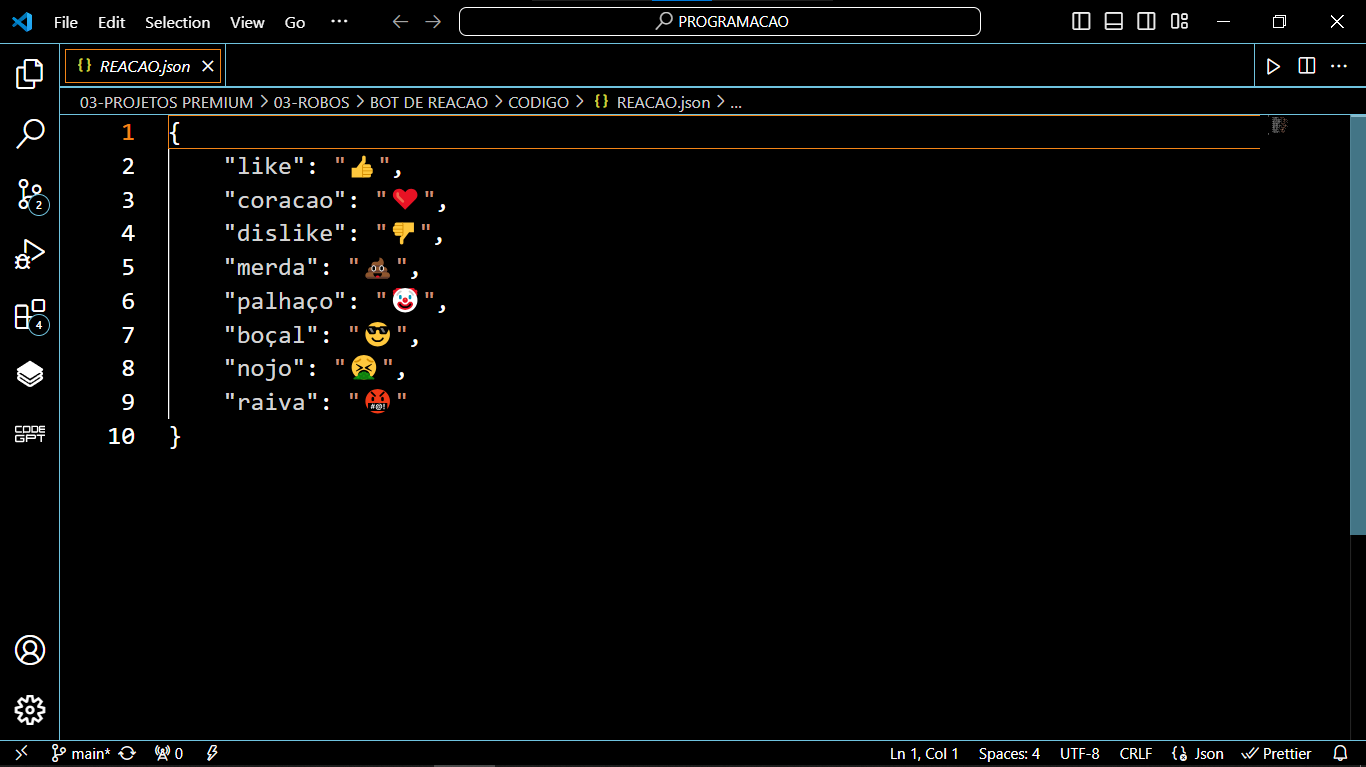 File Edit Selection View Go ··· PROGRAMACAO
{} REACAO.json
03-PROJETOS PREMIUM > 03-ROBOS > BOT DE REACAO > CODIGO > {} REACAO.json > ...
1 {
2 "like": "👍",
3 "coracao": "❤️",
4 "dislike": "👎",
5 "merda": "💩",
6 "palhaço": "🤡",
7 "boçal": "😎",
8 "nojo": "🤮",
9 "raiva": "🤬"
10 }
2
4
CODE
GPT
main* 0 Ln 1, Col 1 Spaces: 4 UTF-8 CRLF {} Json Prettier